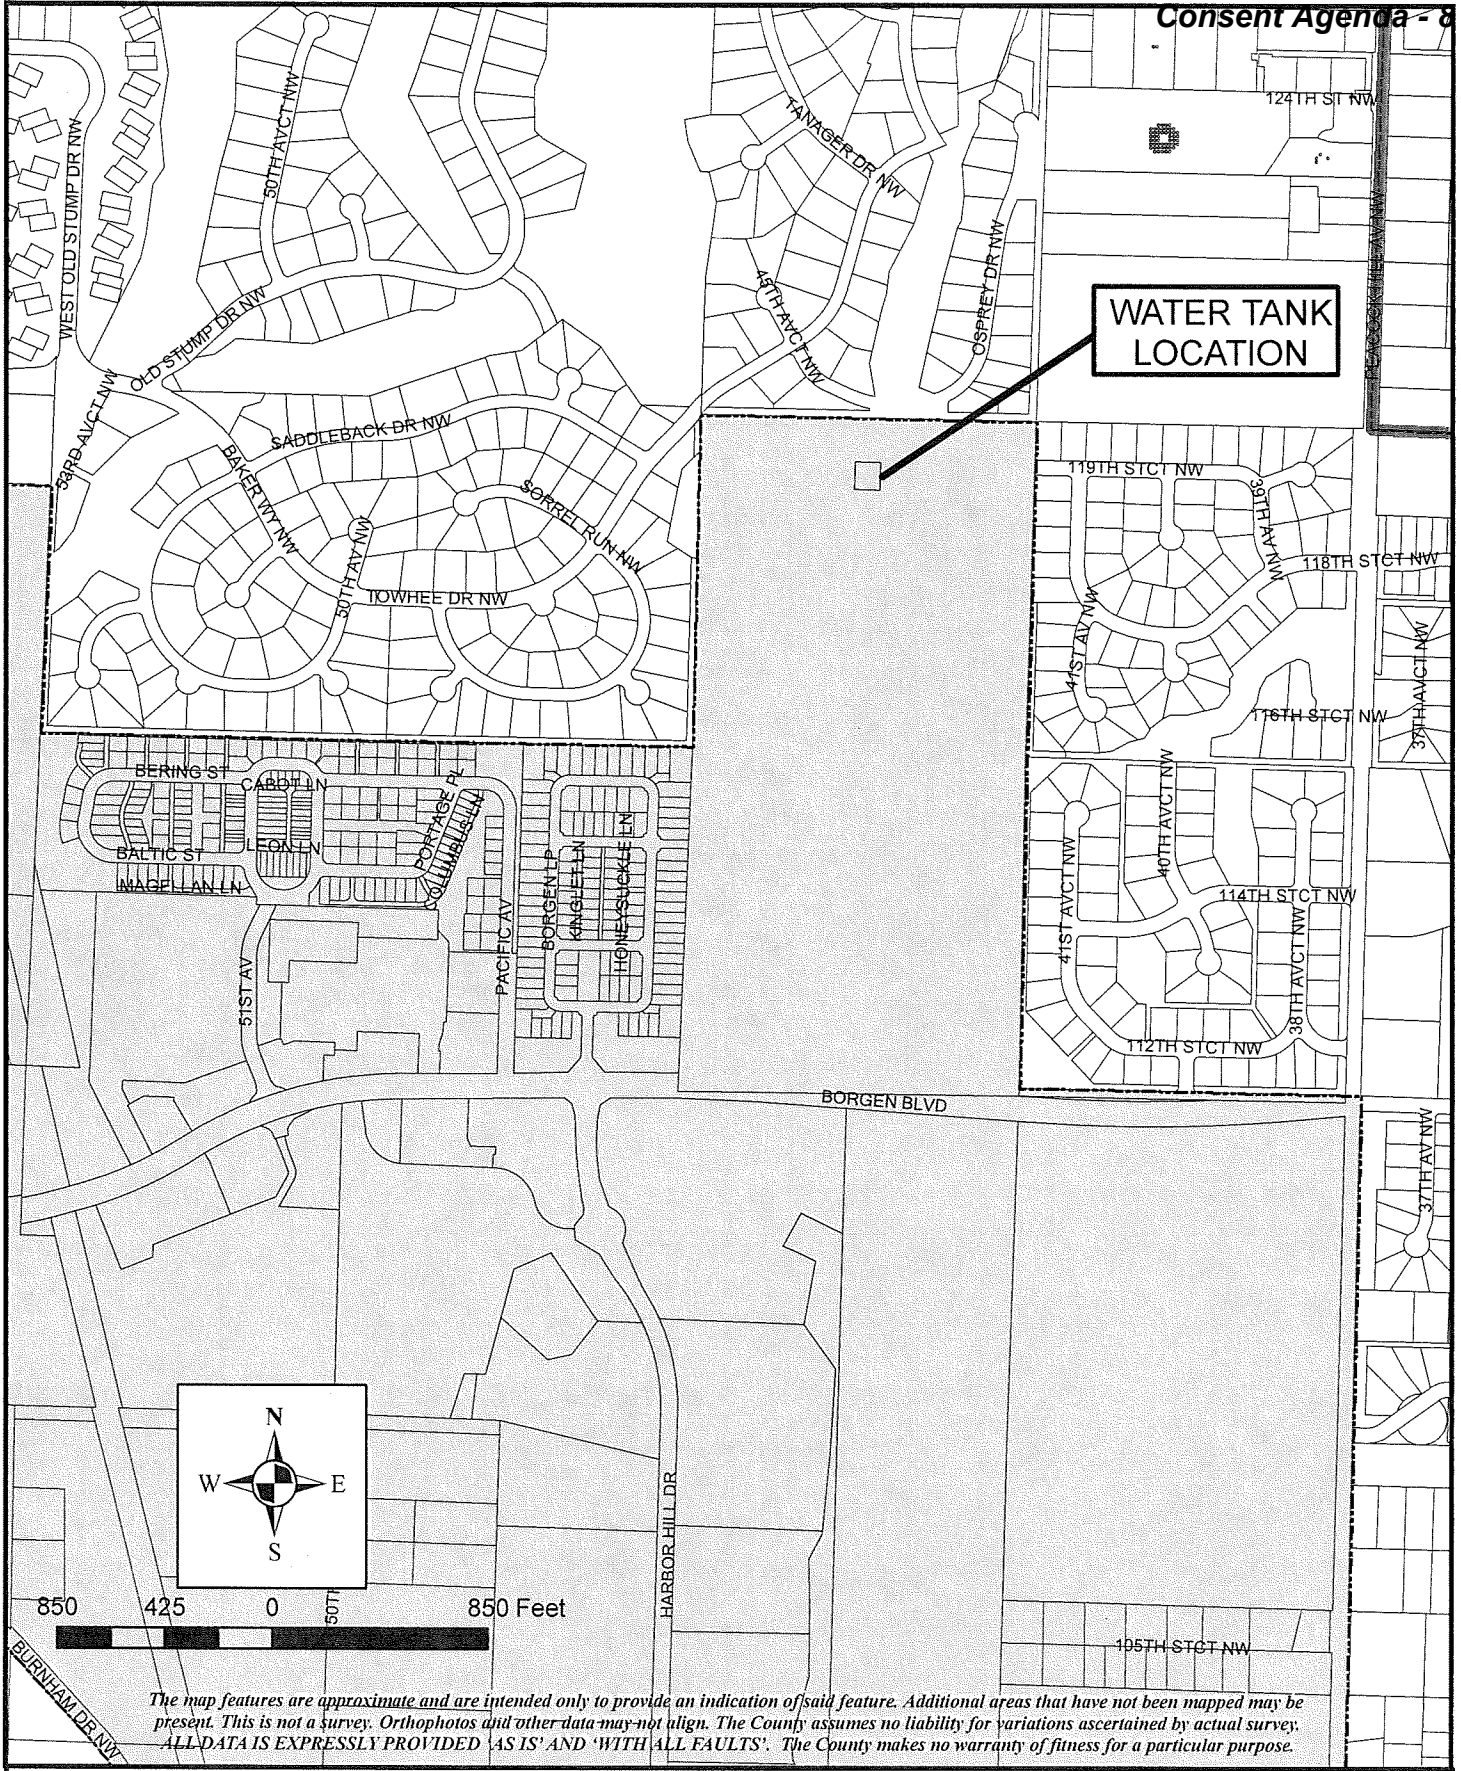 Consent Agenda - 8
124TH ST NW
50TH AVCT NW
TANAGER DR NW
WEST OLD STUMP DR NW
OSPREY DR NW
45TH AVCT NW
WATER TANK
LOCATION
OLD STUMP DR NW
53RD AVCT NW
SADDLEBACK DR NW
BAKER WY NW
SORREL RUN NW
50TH AV NW
TOWHEE DR NW
119TH STCT NW
39TH AV NW
118TH STCT NW
41ST AV NW
37TH AVCT NW
116TH STCT NW
BERING ST
CABOT LN
PORTAGE PL
COLUMBUS LN
LEON LN
BALTIC ST
MAGELLAN LN
BORGEN LP
KINGLET LN
HONEYSUCKLE LN
PACIFIC AV
51ST AV
40TH AVCT NW
41ST AVCT NW
114TH STCT NW
38TH AVCT NW
112TH STCT NW
BORGEN BLVD
37TH AV NW
N
W E
S
HARBOR HILL DR
850 425 0 850 Feet
50TH
105TH STCT NW
BURNHAM DR NW
The map features are approximate and are intended only to provide an indication of said feature. Additional areas that have not been mapped may be
present. This is not a survey. Orthophotos and other data may not align. The County assumes no liability for variations ascertained by actual survey.
ALL DATA IS EXPRESSLY PROVIDED ‘AS IS’ AND ‘WITH ALL FAULTS’. The County makes no warranty of fitness for a particular purpose.